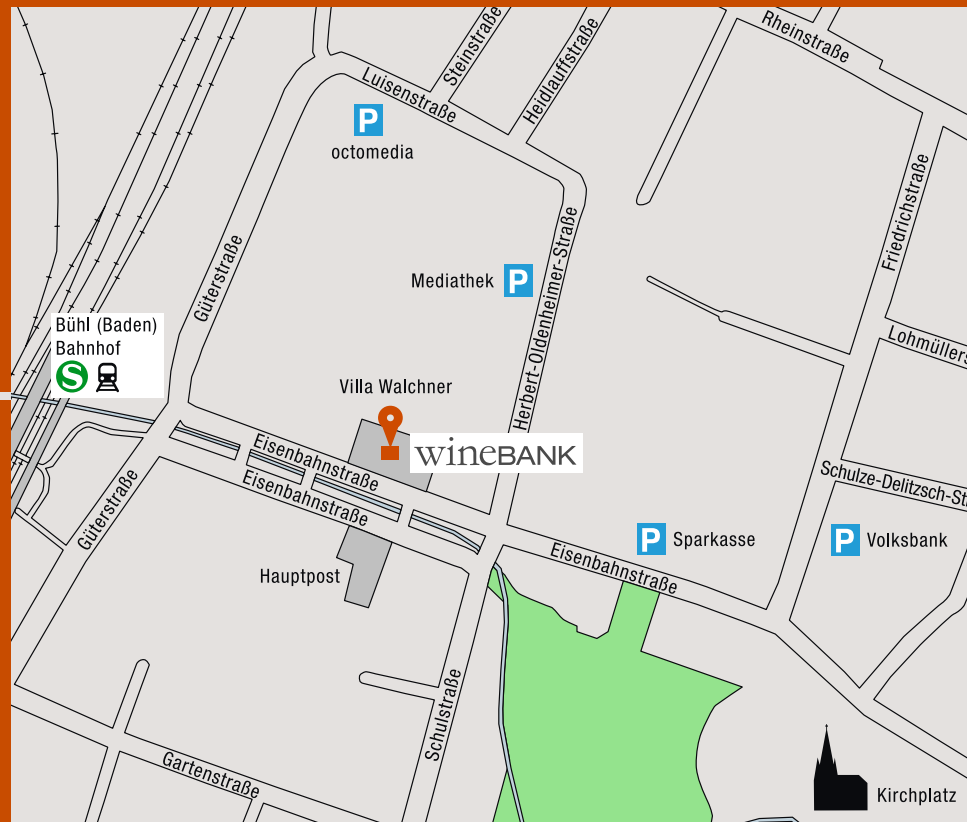 Rheinstraße
Steinstraße
Heidlauffstraße
Luisenstraße
P
octomedia
Friedrichstraße
Güterstraße
Herbert-Oldenheimer-Straße
Mediathek P
Bühl (Baden)
Bahnhof
S
Lohmüllers
Villa Walchner
wineBANK
Eisenbahnstraße
Eisenbahnstraße
Güterstraße
Schulze-Delitzsch-St
P Sparkasse
P Volksbank
Eisenbahnstraße
Hauptpost
Schulstraße
Gartenstraße
Kirchplatz